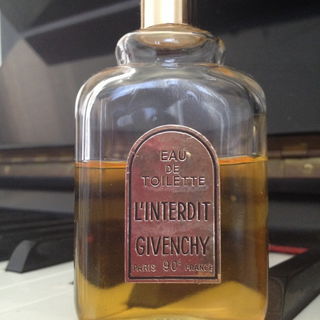 EAU
DE
TOILETTE
L'INTERDIT
GIVENCHY
PARIS 90° FRANCE